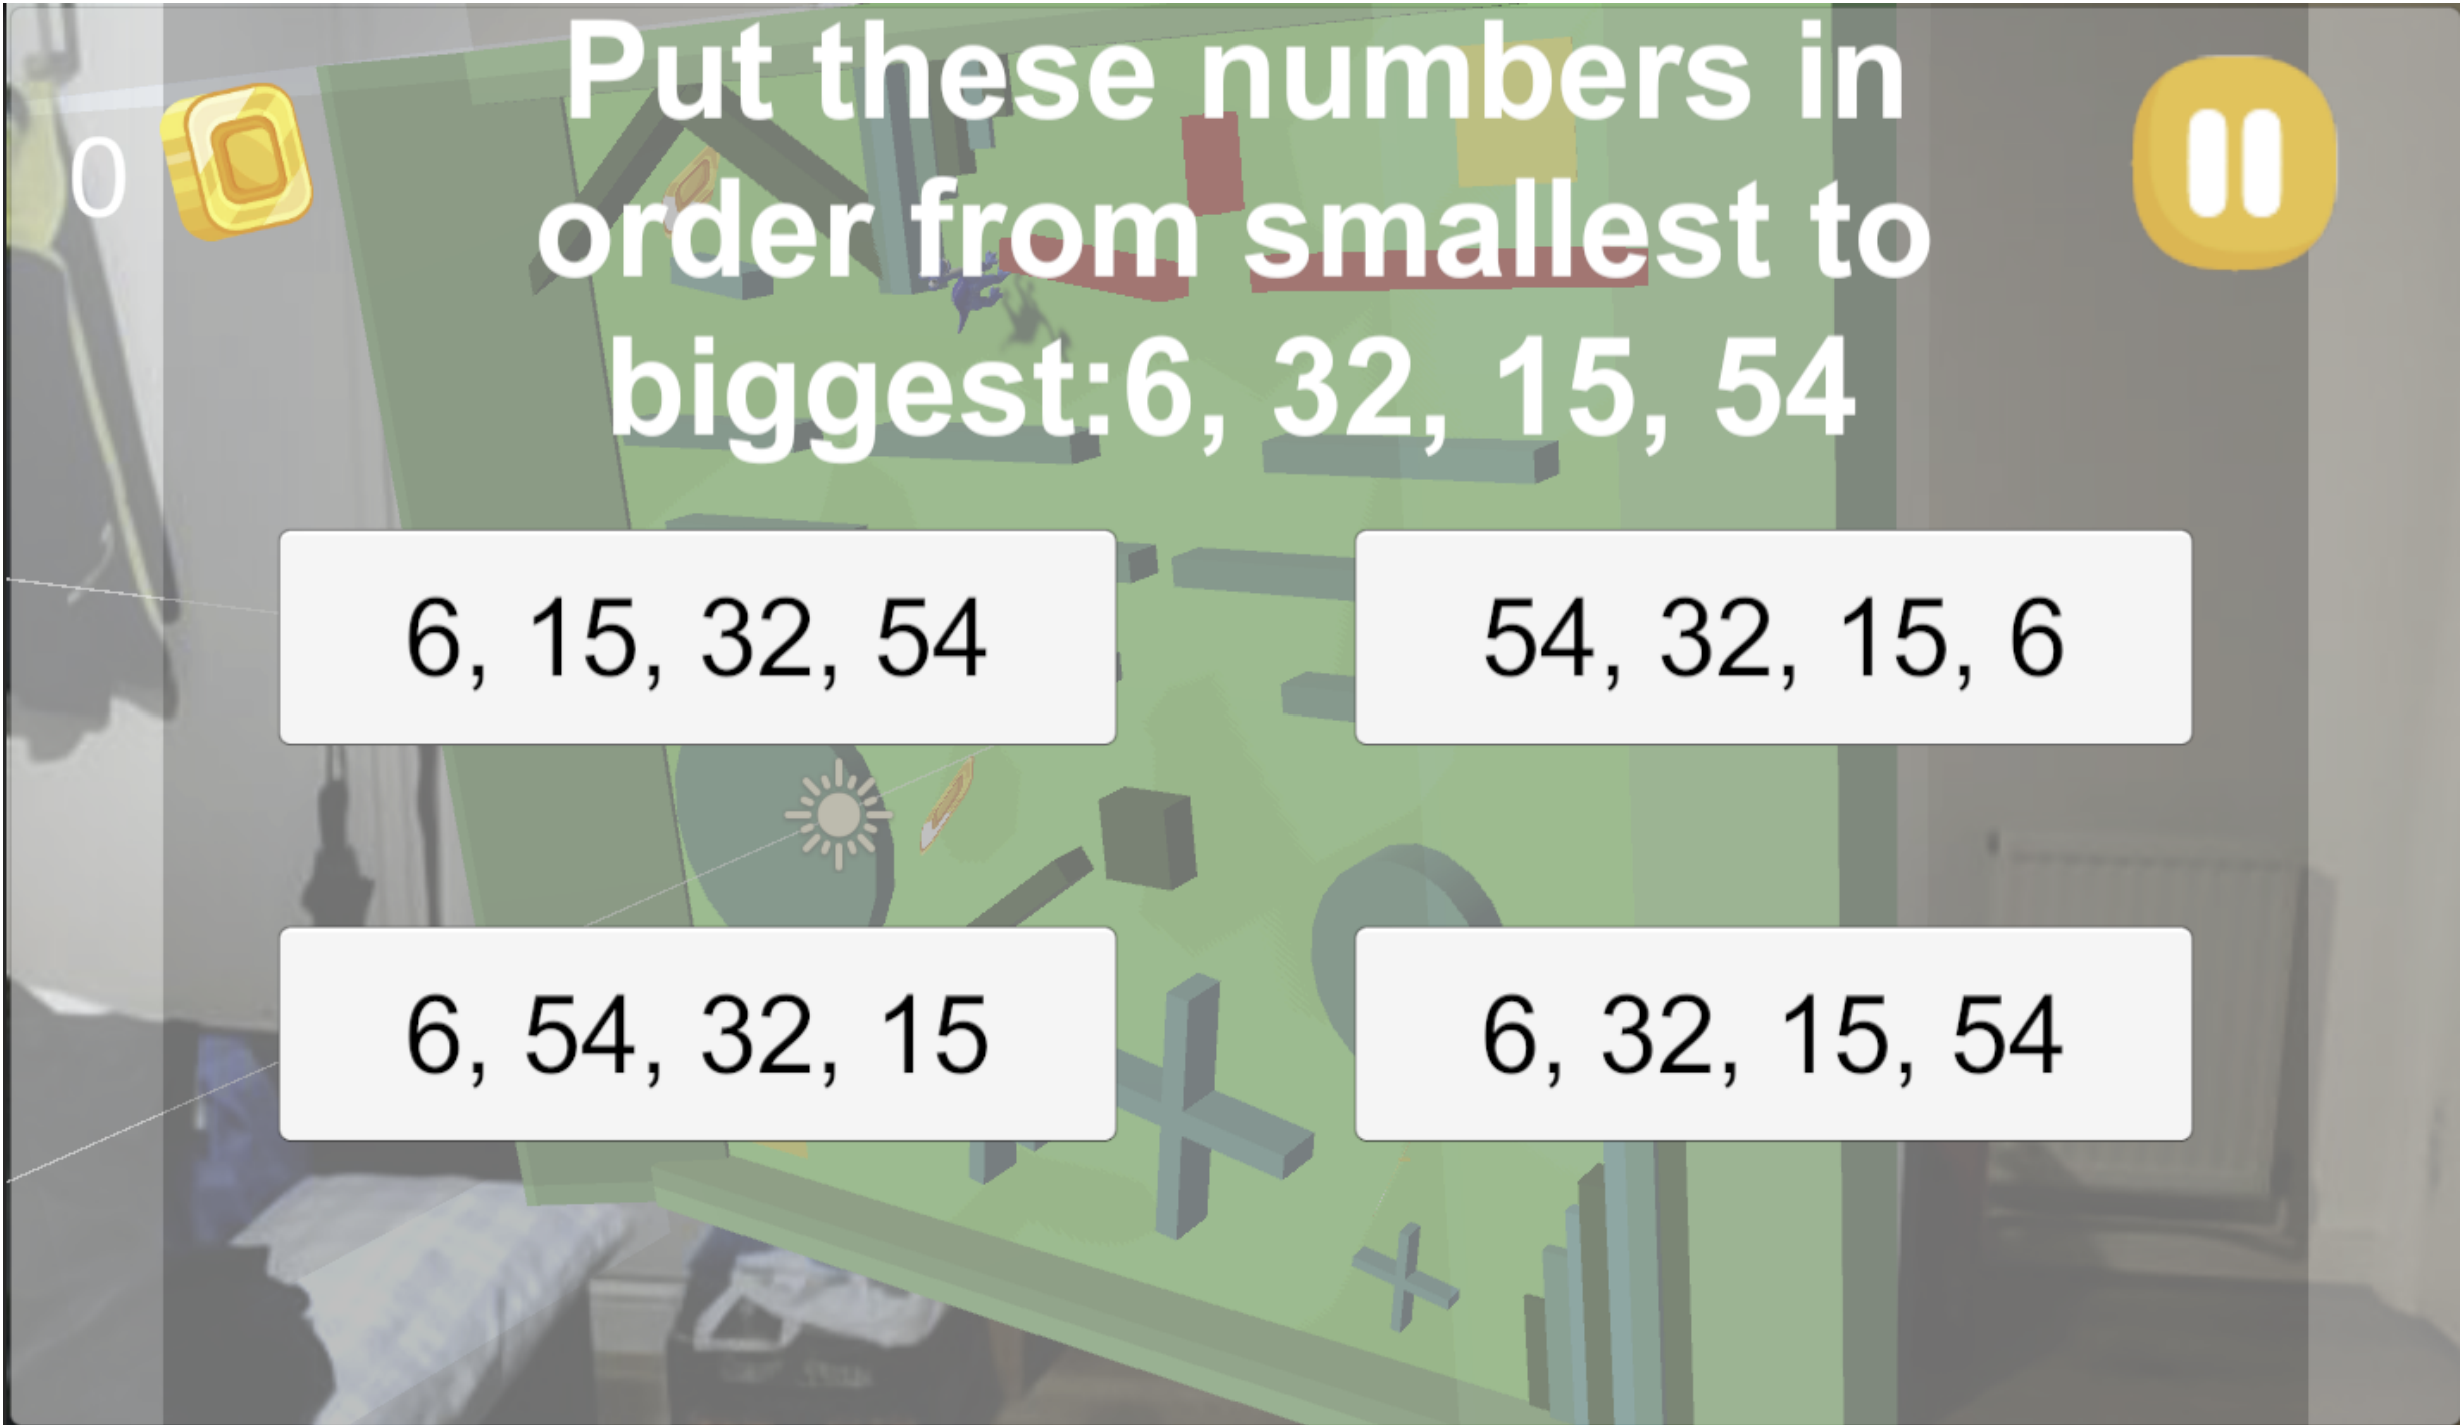 Put these numbers in
0
order from smallest to
biggest:6, 32, 15, 54
6, 15, 32, 54
54, 32, 15, 6
6, 54, 32, 15
6, 32, 15, 54